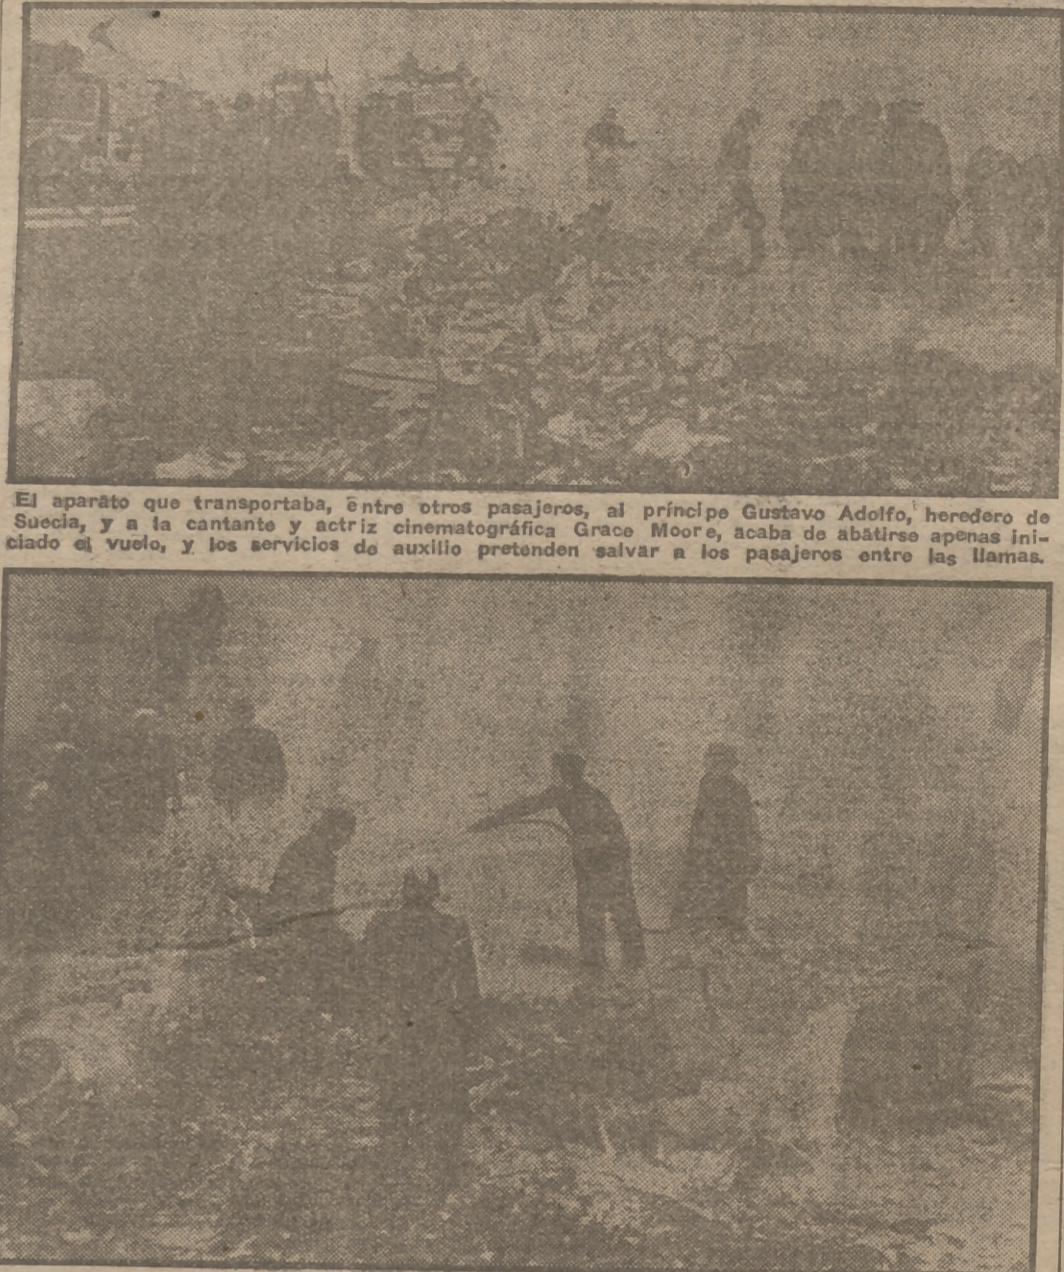 El aparato que transportaba, entre otros pasajeros, al príncipe Gustavo Adolfo, heredero de
Suecia, y a la cantante y actriz cinematográfica Grace Moore, acaba de abatirse apenas ini-
ciado el vuelo, y los servicios de auxilio pretenden salvar a los pasajeros entre las llamas.